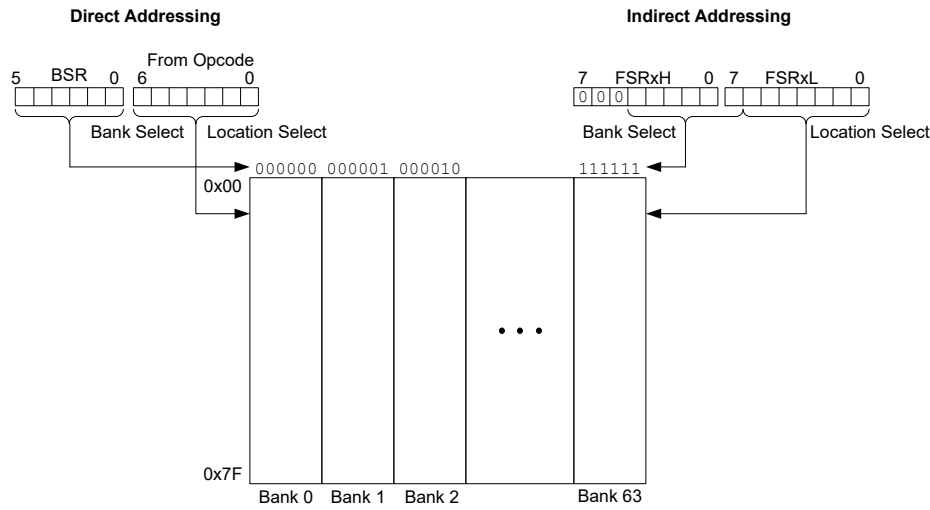 Direct Addressing
Indirect Addressing
From Opcode
5 BSR 0 6 0
7 FSRxH 0 7 FSRxL 0
0 0 0
Bank Select Location Select
Bank Select Location Select
000000 000001 000010 111111
0x00
• • •
0x7F
Bank 0 Bank 1 Bank 2 Bank 63